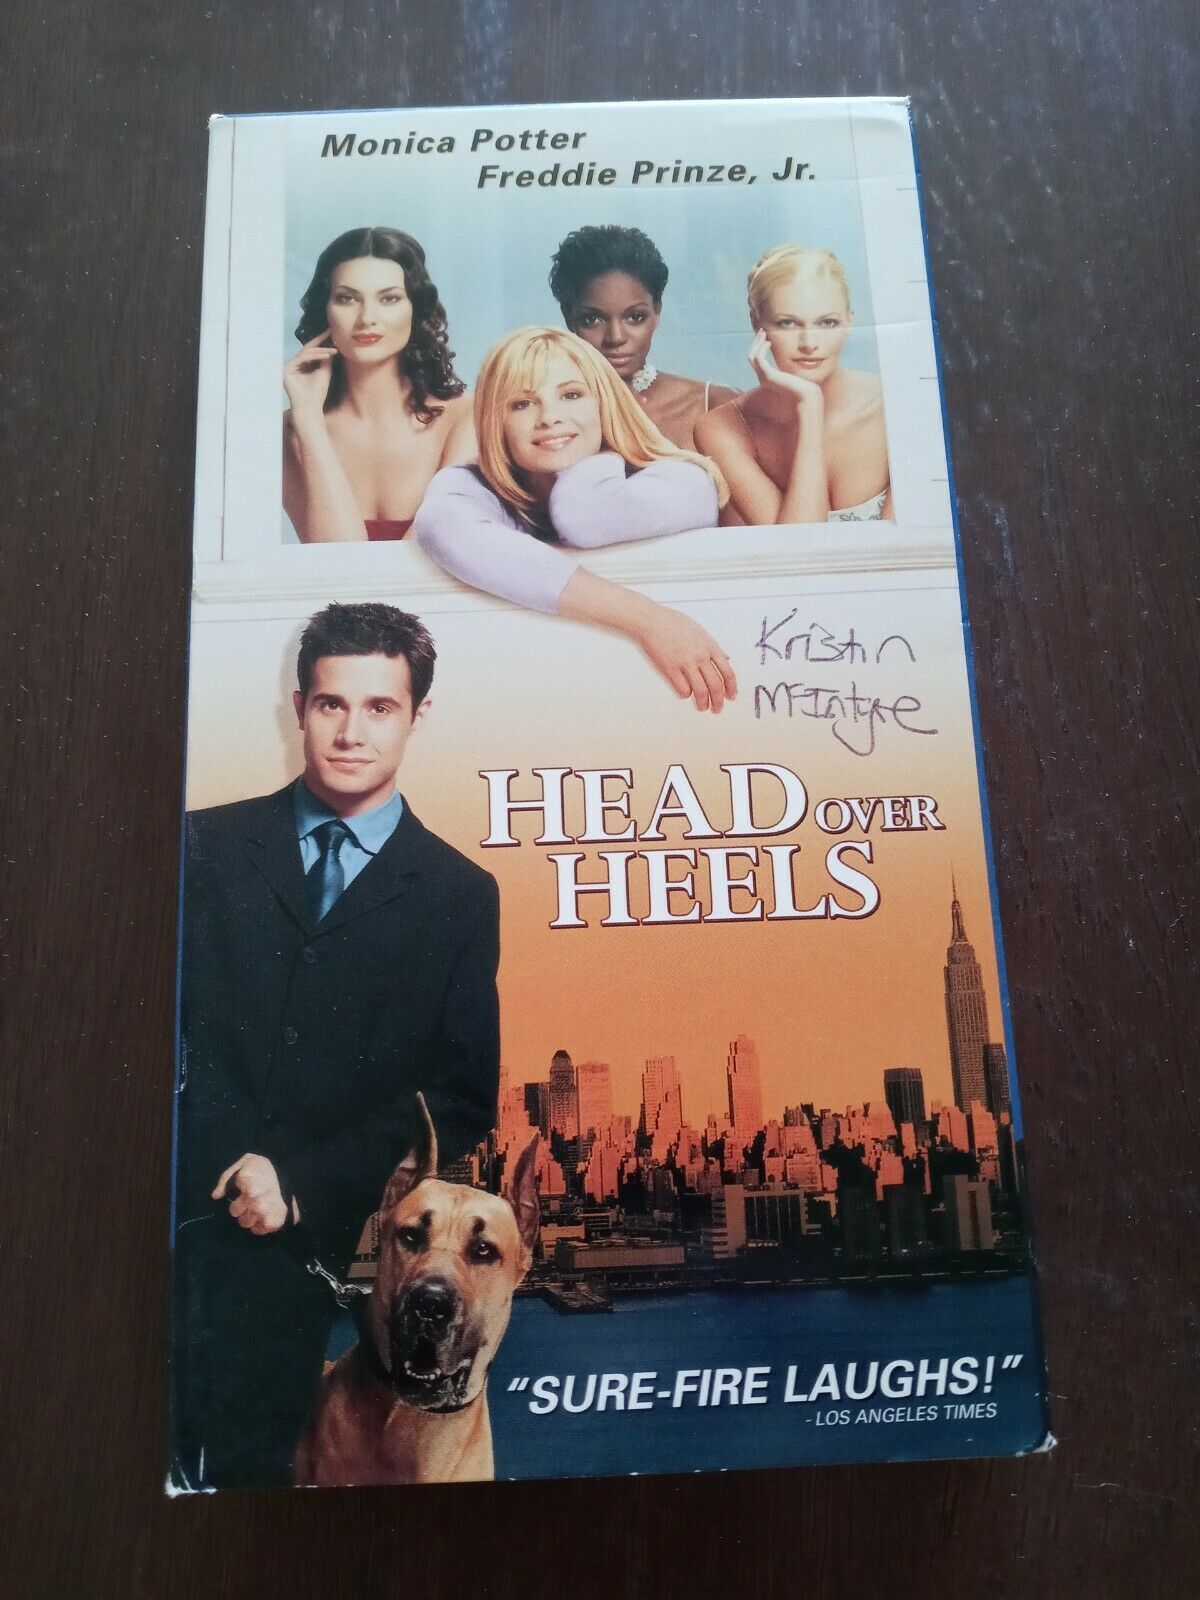 Monica Potter
Freddie Prinze, Jr.
Kristin
McIntyre
HEAD OVER
HEELS
"SURE-FIRE LAUGHS!"
- LOS ANGELES TIMES